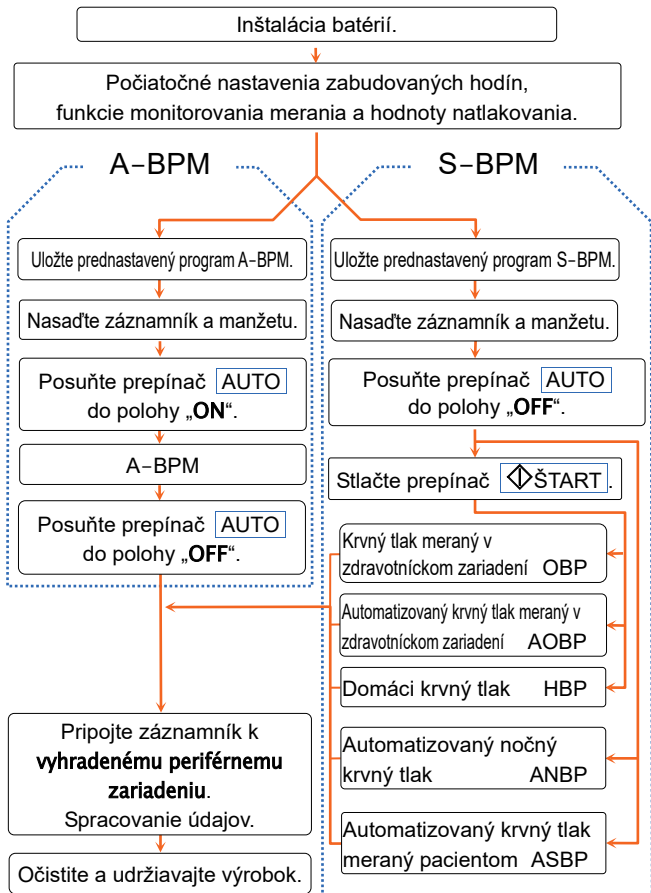 Inštalácia batérií.
Počiatočné nastavenia zabudovaných hodín,
funkcie monitorovania merania a hodnoty natlakovania.
A–BPM
Uložte prednastavený program A–BPM.
Nasaďte záznamník a manžetu.
Posuňte prepínač AUTO
do polohy „ON“.
A–BPM
Posuňte prepínač AUTO
do polohy „OFF“.
S–BPM
Uložte prednastavený program S–BPM.
Nasaďte záznamník a manžetu.
Posuňte prepínač AUTO
do polohy „OFF“.
Stlačte prepínač ŠTART.
Krvný tlak meraný v
zdravotníckom zariadení OBP
Automatizovaný krvný tlak meraný v
zdravotníckom zariadení AOBP
Domáci krvný tlak HBP
Automatizovaný nočný
krvný tlak ANBP
Automatizovaný krvný tlak
meraný pacientom ASBP
Pripojte záznamník k
vyhradenému periférnemu
zariadeniu.
Spracovanie údajov.
Očistite a udržiavajte výrobok.